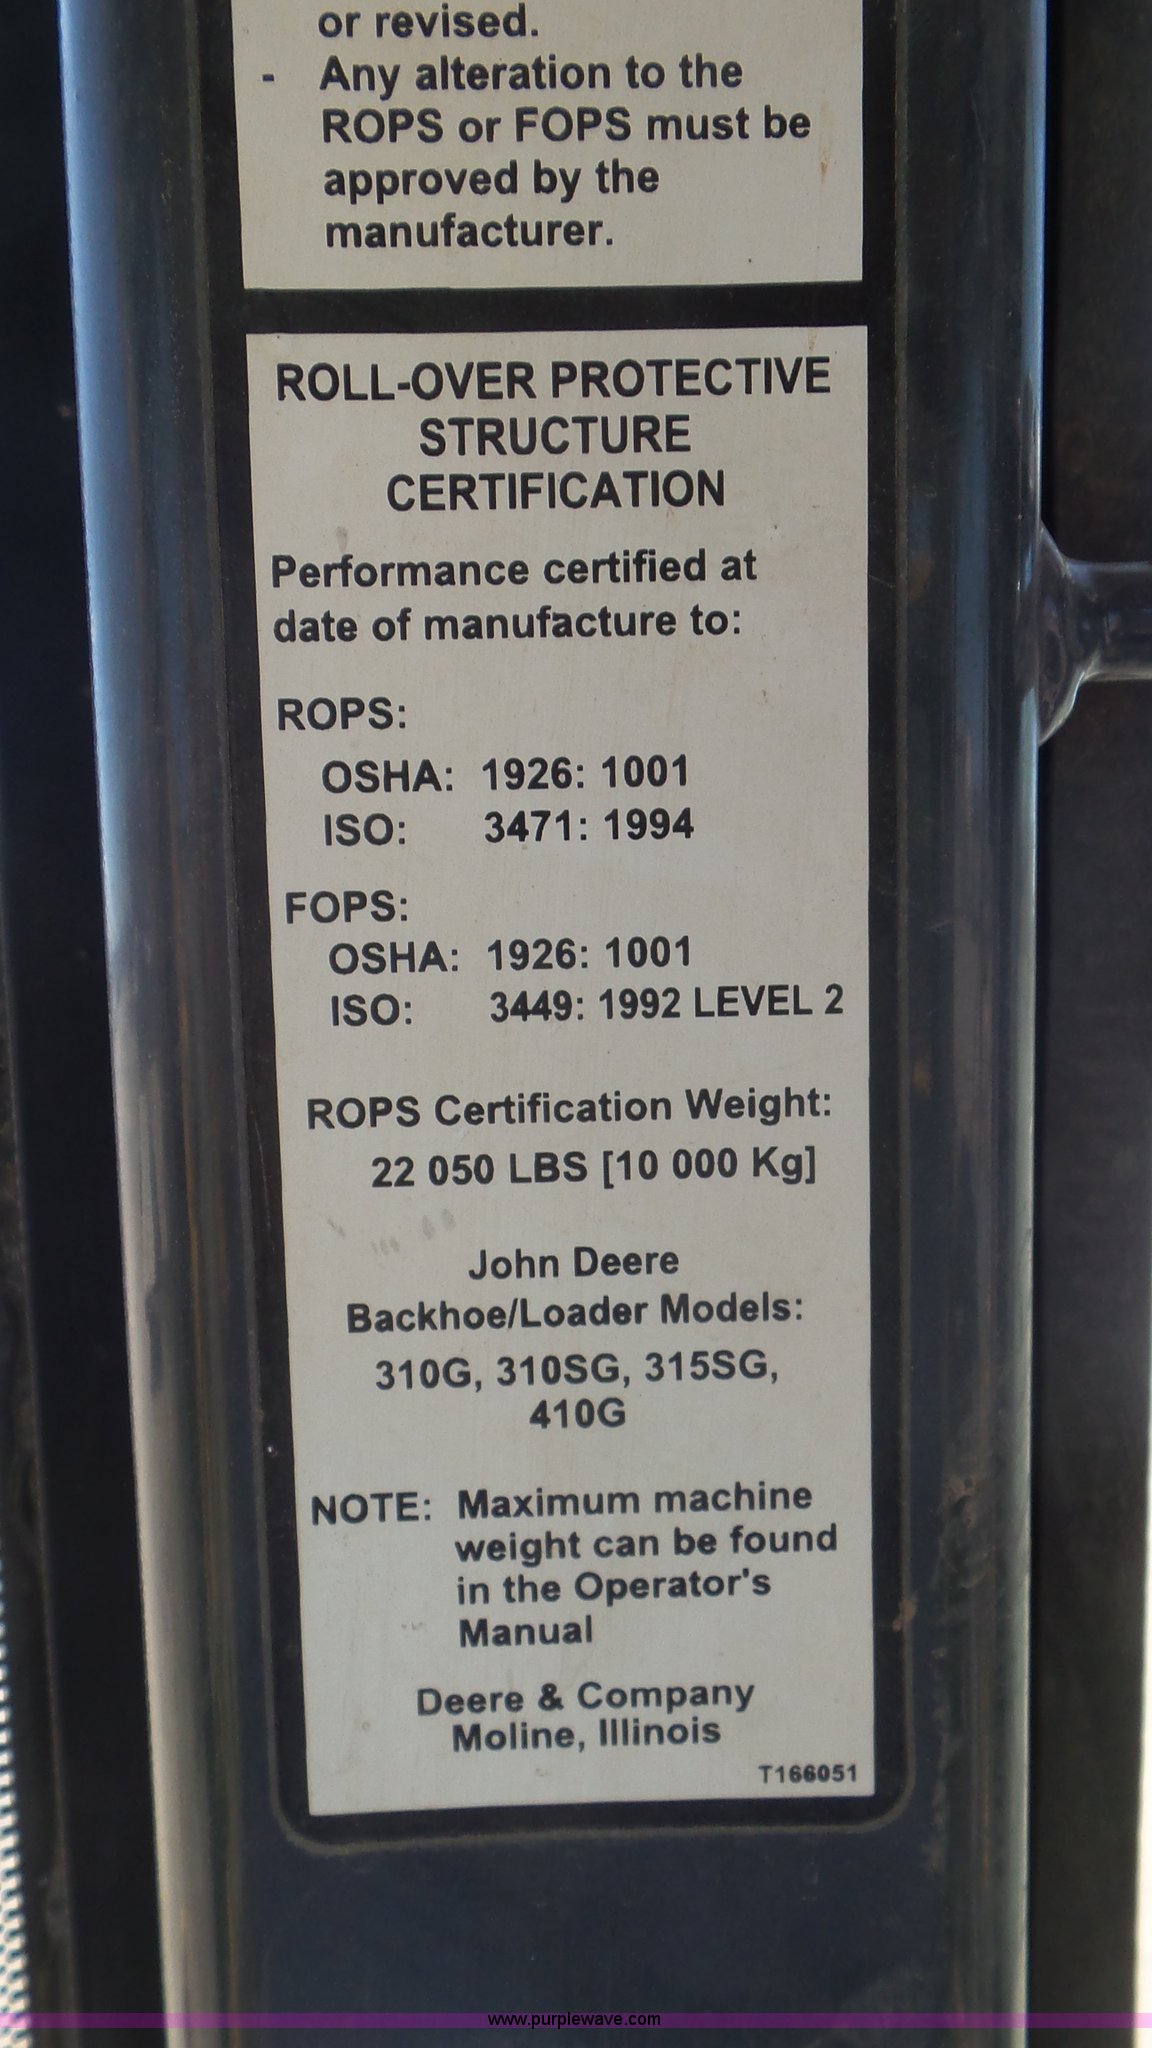 or revised.
- Any alteration to the
ROPS or FOPS must be
approved by the
manufacturer.
ROLL-OVER PROTECTIVE
STRUCTURE
CERTIFICATION
Performance certified at
date of manufacture to:
ROPS:
OSHA: 1926: 1001
ISO: 3471: 1994
FOPS:
OSHA: 1926: 1001
ISO: 3449: 1992 LEVEL 2
ROPS Certification Weight:
22 050 LBS [10 000 Kg]
John Deere
Backhoe/Loader Models:
310G, 310SG, 315SG,
410G
NOTE: Maximum machine
weight can be found
in the Operator's
Manual
Deere & Company
Moline, Illinois
T166051
www.purplewave.com